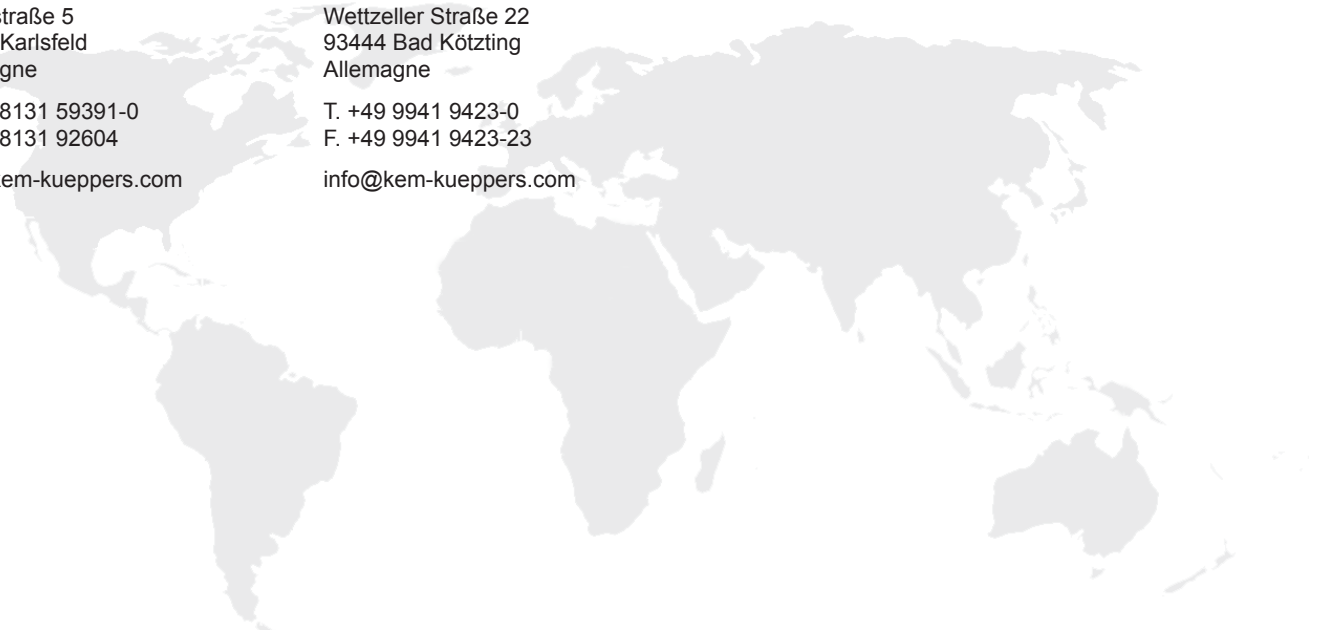 traße 5
Karlsfeld
gne
8131 59391-0
8131 92604
em-kueppers.com
Wettzeller Straße 22
93444 Bad Kötzting
Allemagne
T. +49 9941 9423-0
F. +49 9941 9423-23
info@kem-kueppers.com